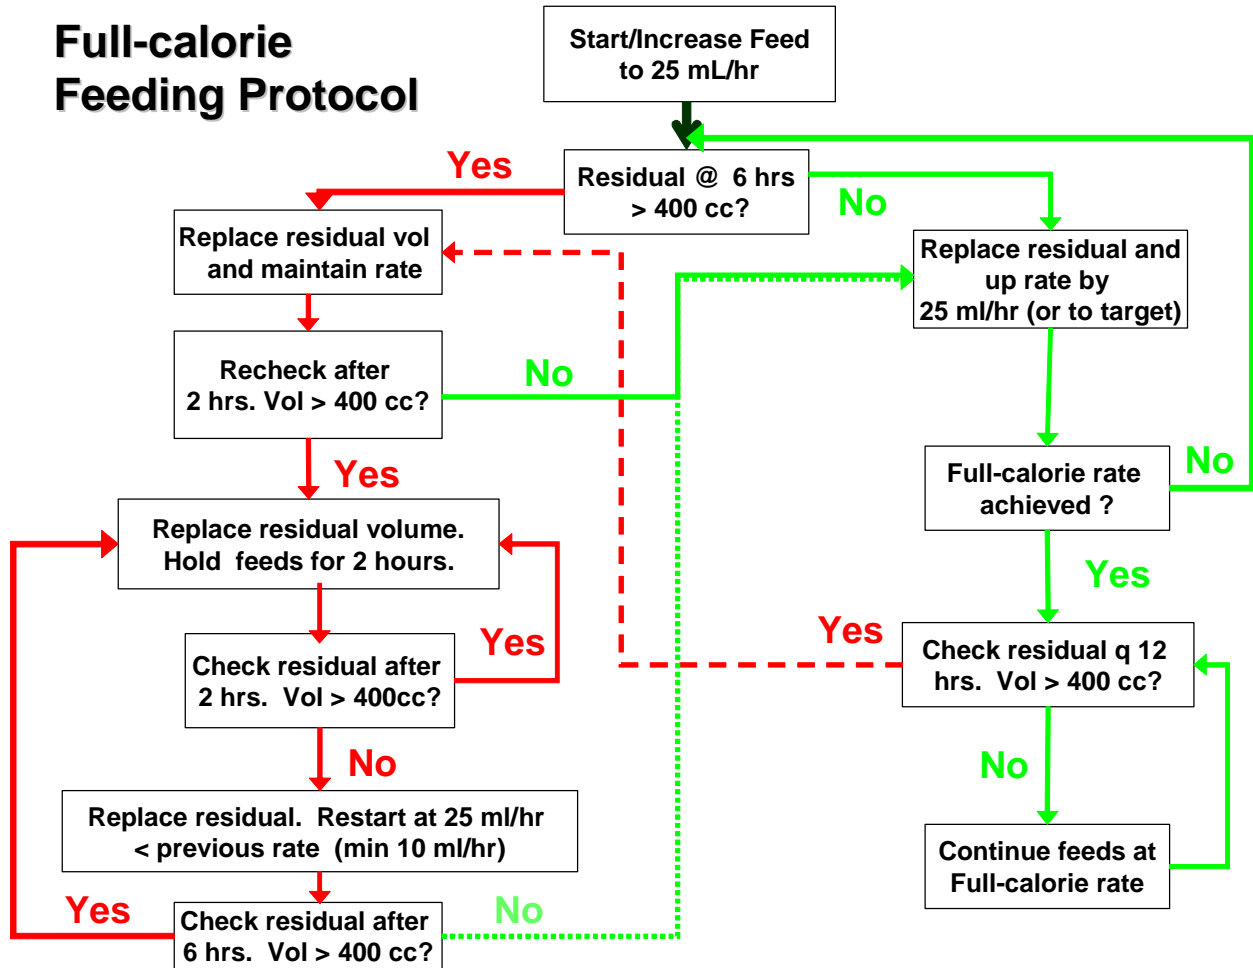 Full-calorie
Feeding Protocol
Start/Increase Feed
to 25 mL/hr
Residual @ 6 hrs
> 400 cc?
Yes
No
Replace residual vol
and maintain rate
Replace residual and
up rate by
25 ml/hr (or to target)
Recheck after
2 hrs. Vol > 400 cc?
No
Yes
Full-calorie rate
achieved ?
No
Yes
Replace residual volume.
Hold feeds for 2 hours.
Check residual after
2 hrs. Vol > 400cc?
Yes
No
Check residual q 12
hrs. Vol > 400 cc?
Yes
No
Replace residual. Restart at 25 ml/hr
< previous rate (min 10 ml/hr)
Continue feeds at
Full-calorie rate
Check residual after
6 hrs. Vol > 400 cc?
Yes
No